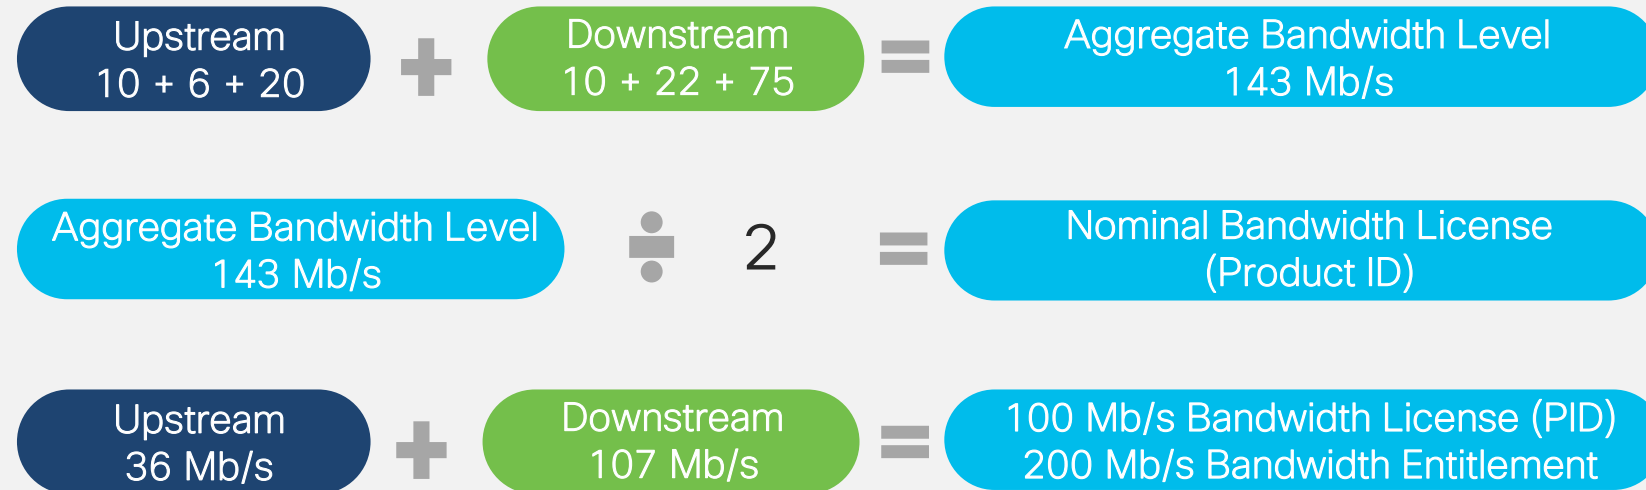 Upstream
10 + 6 + 20
+
Downstream
10 + 22 + 75
=
Aggregate Bandwidth Level
143 Mb/s
Aggregate Bandwidth Level
143 Mb/s
÷
2
=
Nominal Bandwidth License
(Product ID)
Upstream
36 Mb/s
+
Downstream
107 Mb/s
=
100 Mb/s Bandwidth License (PID)
200 Mb/s Bandwidth Entitlement